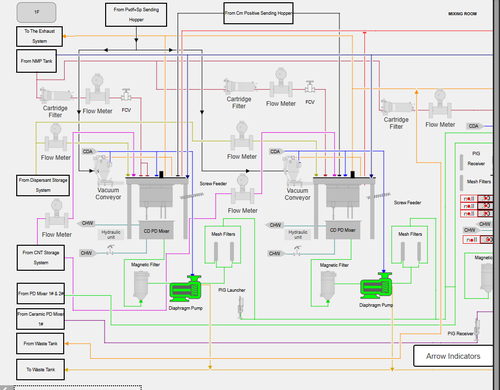 1F
From Pvdf+Sp Sending
Hopper
From Cm Positive Sending Hopper
MIXING ROOM
To The Exhaust
System
From NMP Tank
Cartridge
Filter
Flow Meter
FCV
Cartridge
Filter
Flow Meter
FCV
Cartridge
Filter
Flow Meter
Flow Meter
CDA
Flow Meter
CDA
CDA
PIG
Receiver
Mesh Filters
From Dispersant Storage
System
Vacuum
Conveyor
Screw Feeder
Flow Meter
Vacuum
Conveyor
Screw Feeder
Flow Meter
CHW
Hydraulic
unit
CD PD Mixer
Mesh Filters
CHW
Hydraulic
unit
CD PD Mixer
Mesh Filters
From CNT Storage
System
CHW
Magnetic Filter
CHW
Magnetic Filter
Magnetic
From PD Mixer 1# & 2#
PIG Launcher
Diaphragm Pump
Diaphragm Pump
From Ceramic PD Mixer
1#
PIG Receiver
From Waste Tank
Arrow Indicators
To Waste Tank